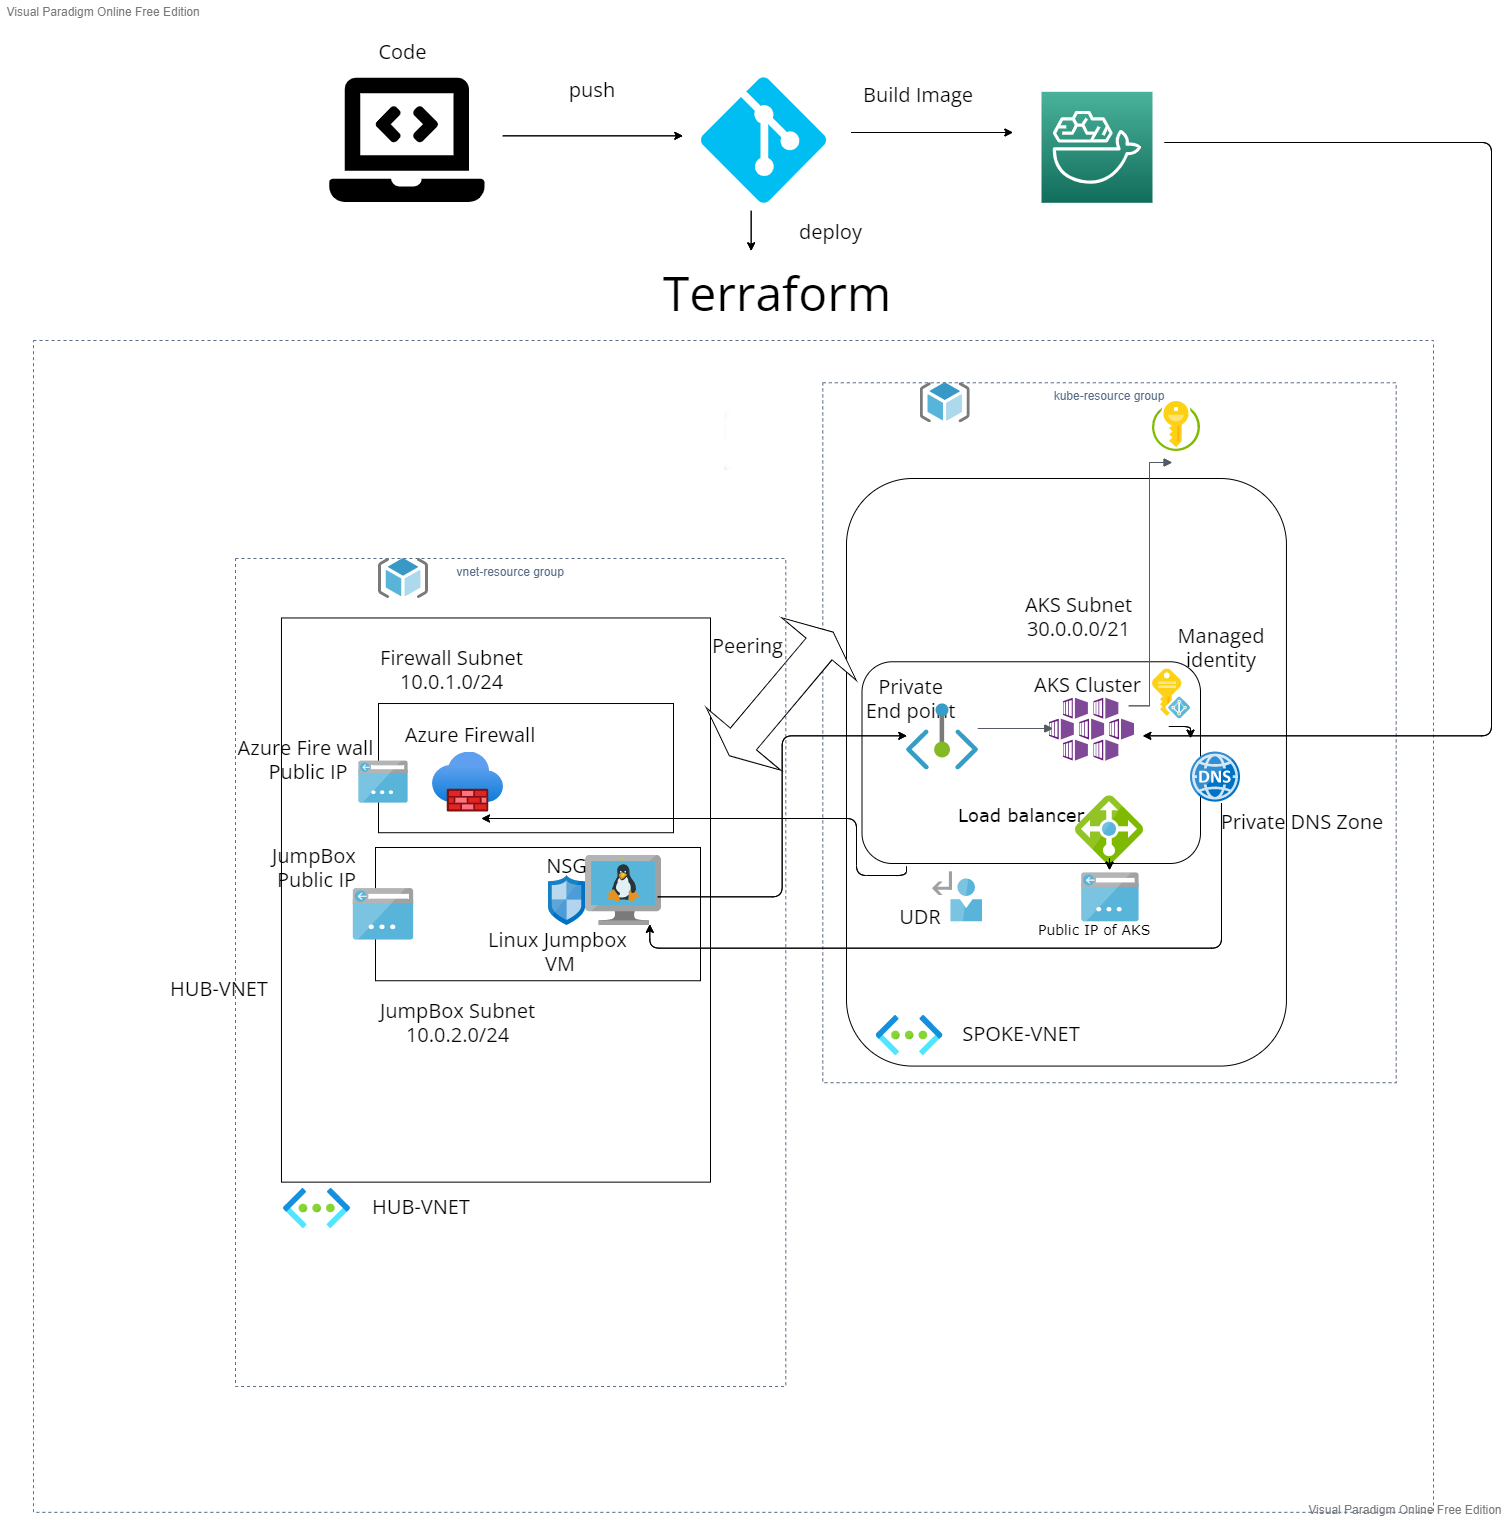 Visual Paradigm Online Free Edition
Code
push
Build Image
deploy
Terraform
kube-resource group
vnet-resource group
AKS Subnet
30.0.0.0/21
Managed
identity
Peering
Firewall Subnet
10.0.1.0/24
Private
End point
AKS Cluster
Azure Firewall
Azure Fire wall
Public IP
DNS
Load balancer
Private DNS Zone
JumpBox
Public IP
NSG
UDR
Public IP of AKS
Linux Jumpbox
VM
HUB-VNET
JumpBox Subnet
10.0.2.0/24
SPOKE-VNET
HUB-VNET
Visual Paradigm Online Free Edition